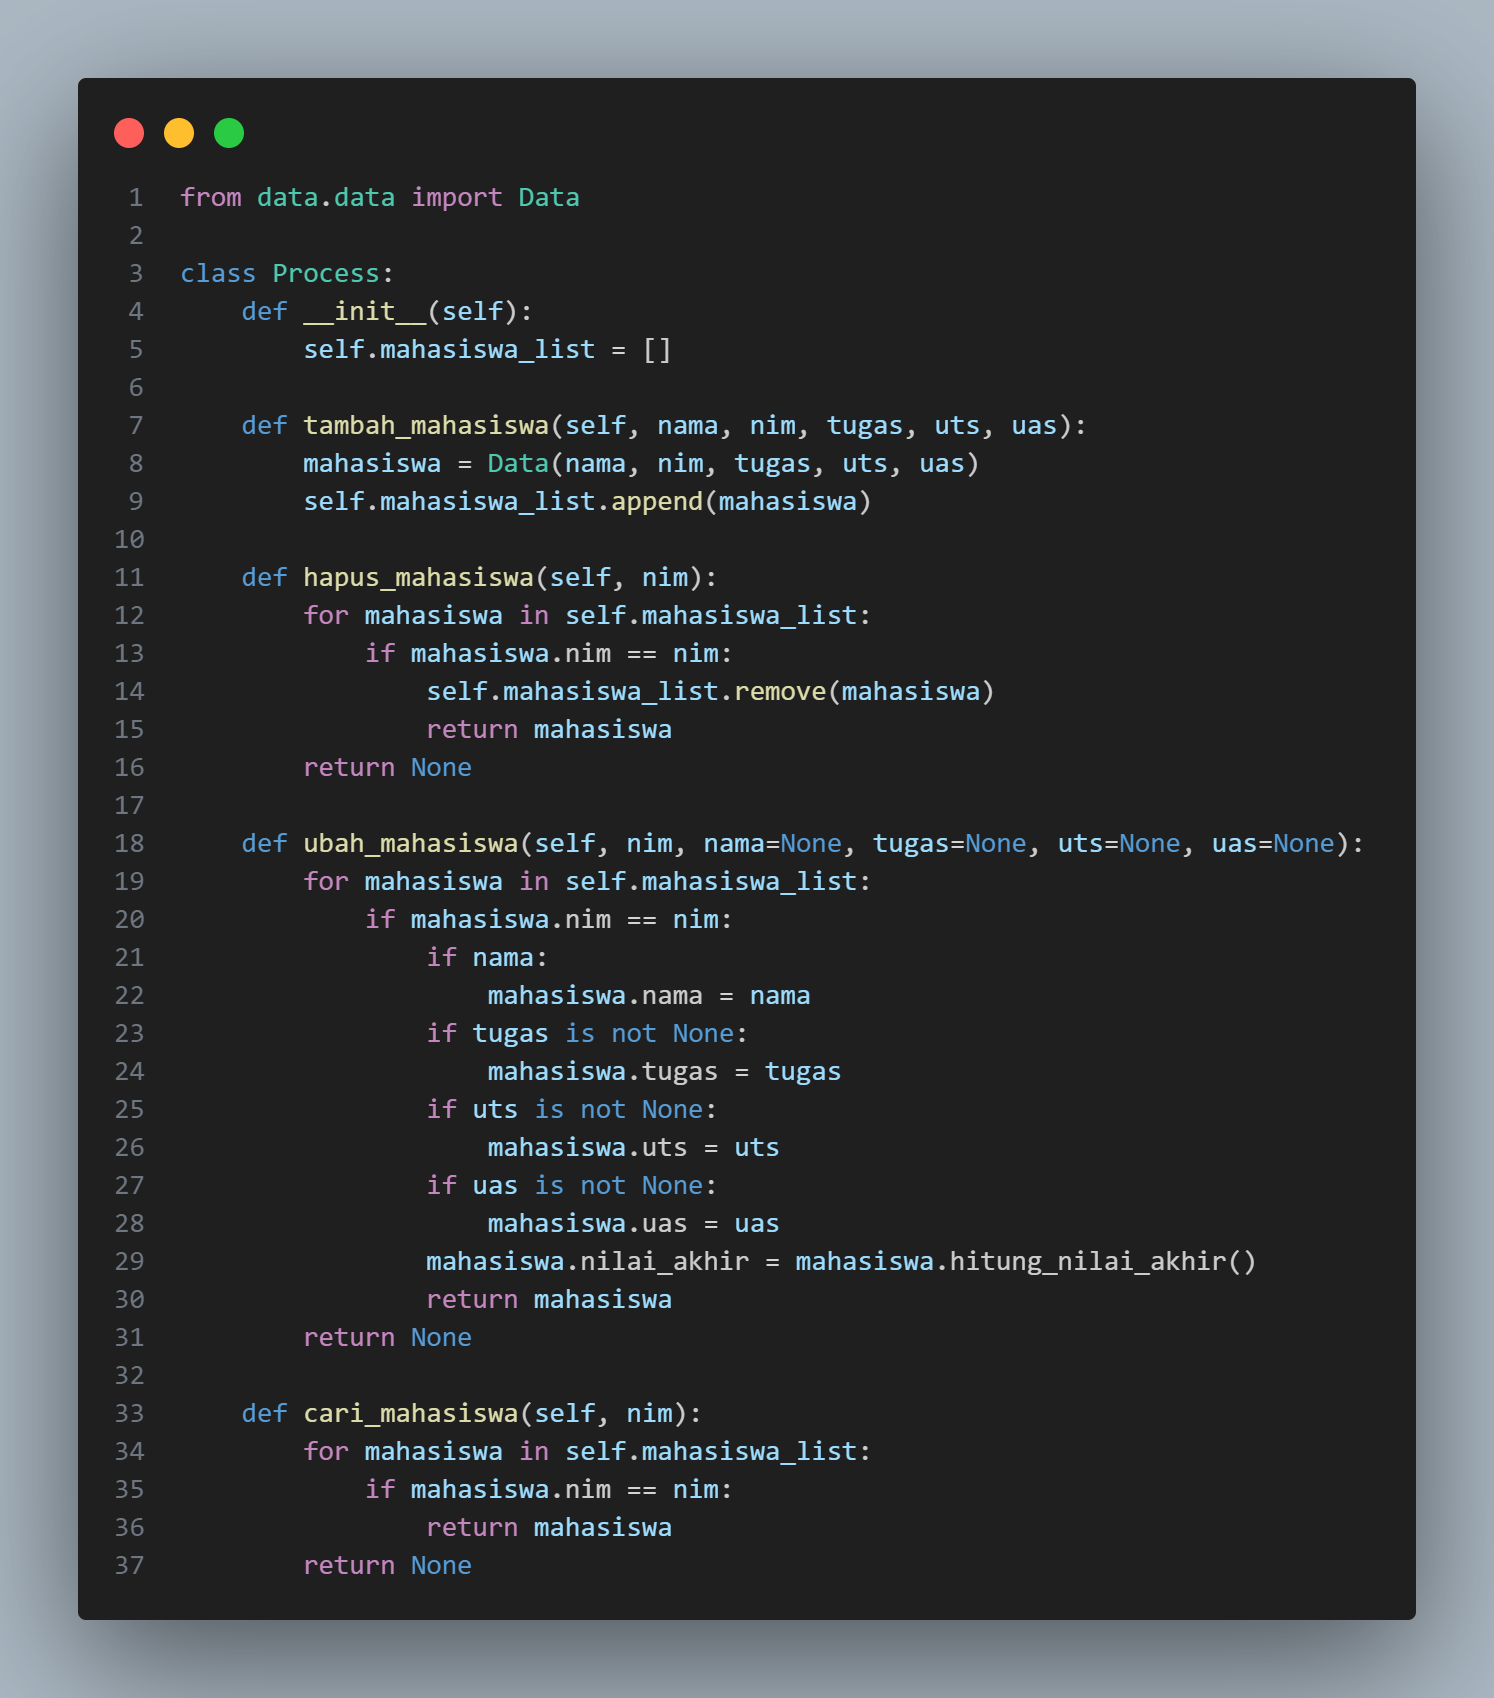 1 from data.data import Data
2
3 class Process:
4     def __init__(self):
5         self.mahasiswa_list = []
6
7     def tambah_mahasiswa(self, nama, nim, tugas, uts, uas):
8         mahasiswa = Data(nama, nim, tugas, uts, uas)
9         self.mahasiswa_list.append(mahasiswa)
10
11     def hapus_mahasiswa(self, nim):
12         for mahasiswa in self.mahasiswa_list:
13             if mahasiswa.nim == nim:
14                 self.mahasiswa_list.remove(mahasiswa)
15                 return mahasiswa
16         return None
17
18     def ubah_mahasiswa(self, nim, nama=None, tugas=None, uts=None, uas=None):
19         for mahasiswa in self.mahasiswa_list:
20             if mahasiswa.nim == nim:
21                 if nama:
22                     mahasiswa.nama = nama
23                 if tugas is not None:
24                     mahasiswa.tugas = tugas
25                 if uts is not None:
26                     mahasiswa.uts = uts
27                 if uas is not None:
28                     mahasiswa.uas = uas
29                 mahasiswa.nilai_akhir = mahasiswa.hitung_nilai_akhir()
30                 return mahasiswa
31         return None
32
33     def cari_mahasiswa(self, nim):
34         for mahasiswa in self.mahasiswa_list:
35             if mahasiswa.nim == nim:
36                 return mahasiswa
37         return None